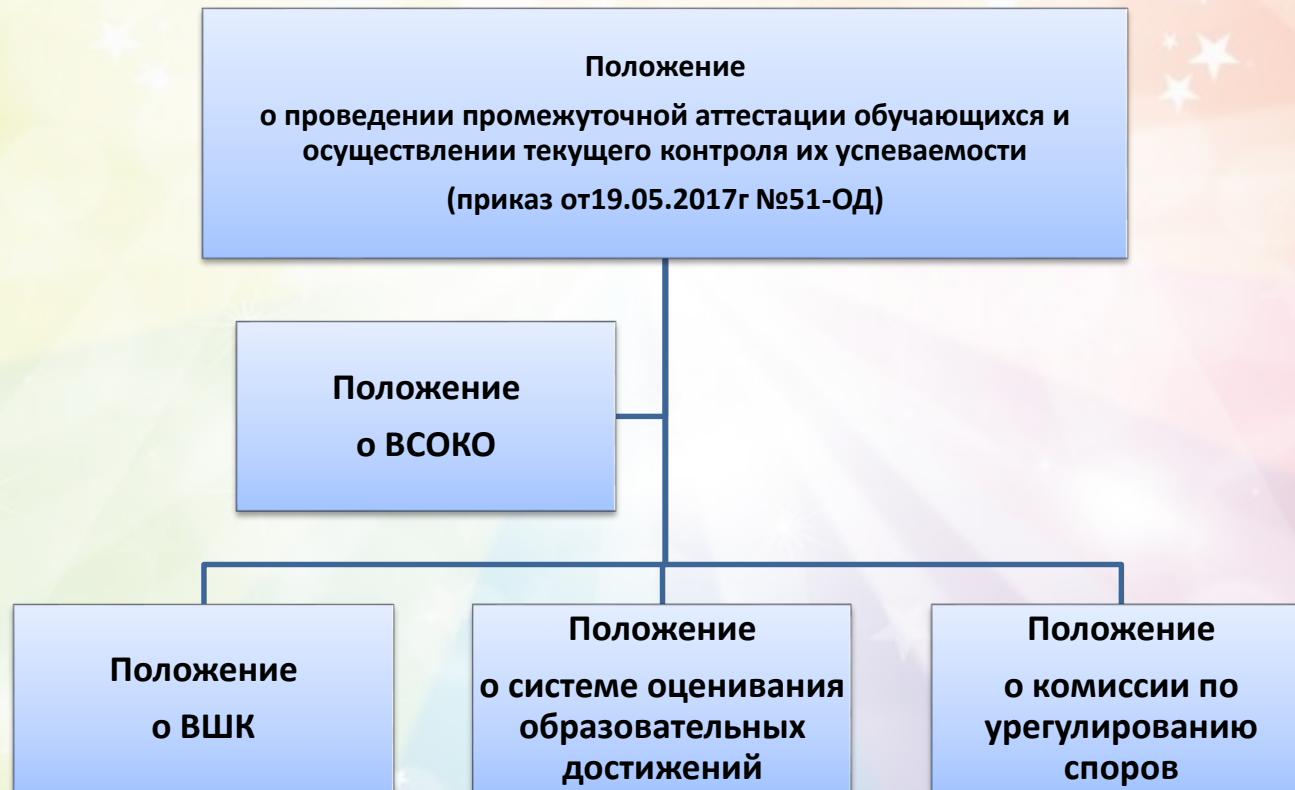 Положение
о проведении промежуточной аттестации обучающихся и
осуществлении текущего контроля их успеваемости
(приказ от19.05.2017г №51-ОД)
Положение
о ВСОКО
Положение
о ВШК
Положение
о системе оценивания
образовательных
достижений
Положение
о комиссии по
урегулированию
споров